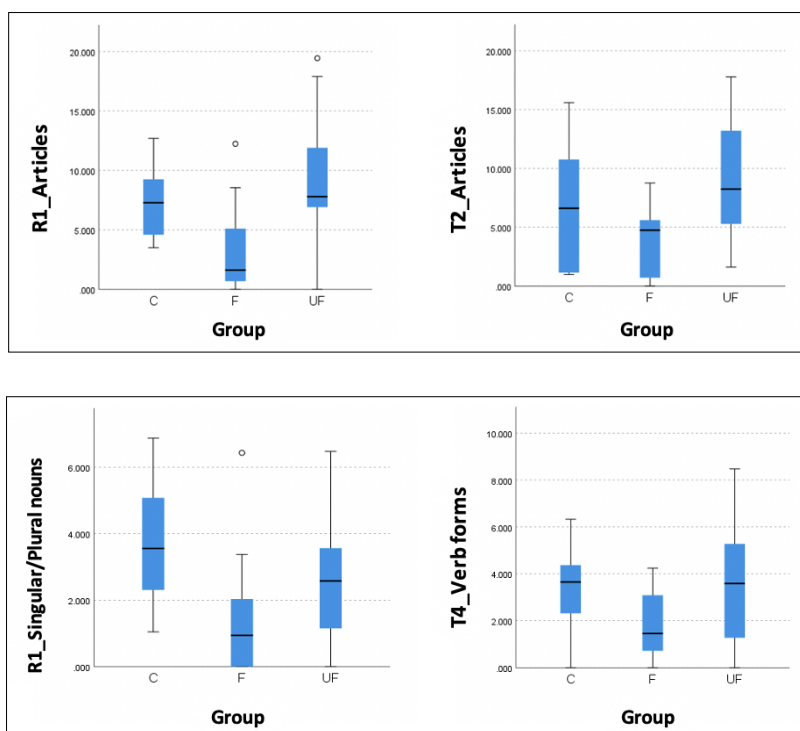 R1_Articles
20.000
15.000
10.000
5.000
.000
C F UF
Group
T2_Articles
20.000
15.000
10.000
5.000
.000
C F UF
Group
R1_Singular/Plural nouns
6.000
4.000
2.000
.000
C F UF
Group
T4_Verb forms
10.000
8.000
6.000
4.000
2.000
.000
C F UF
Group